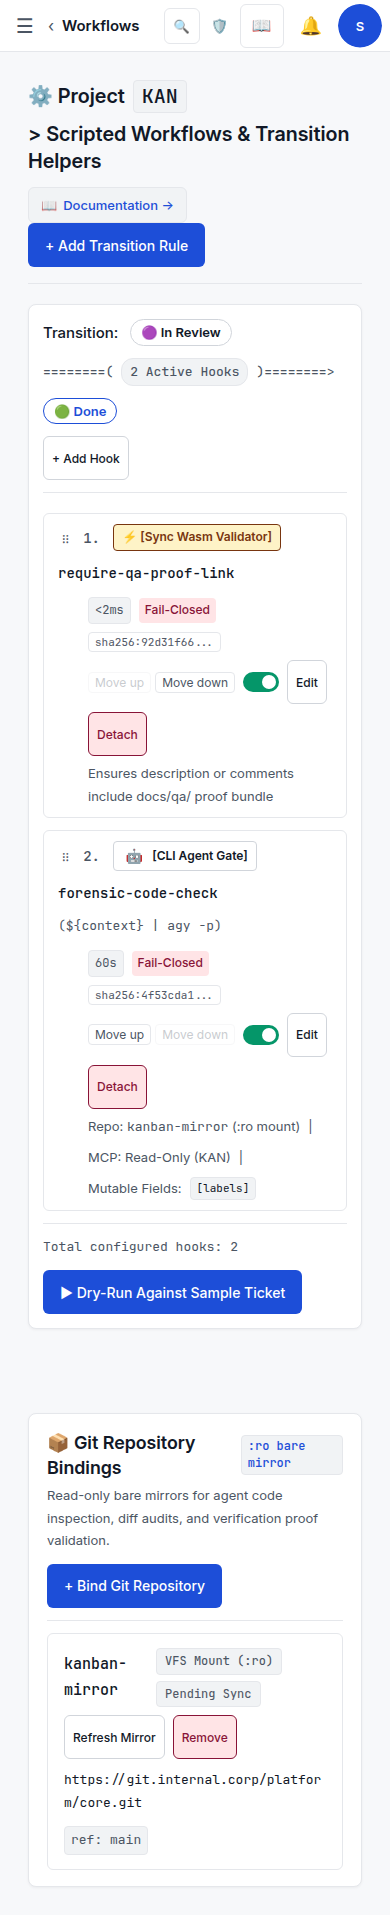 ☰ ‹ Workflows S
⚙️ Project KAN
> Scripted Workflows & Transition
Helpers
📖 Documentation →
+ Add Transition Rule
Transition: 🟣 In Review
========( 2 Active Hooks )========>
🟢 Done
+ Add Hook
⠿ 1. ⚡ [Sync Wasm Validator]
require-qa-proof-link
<2ms Fail-Closed
sha256:92d31f66...
Move up Move down Edit
Detach
Ensures description or comments
include docs/qa/ proof bundle
⠿ 2. 🤖 [CLI Agent Gate]
forensic-code-check
(${context} | agy -p)
60s Fail-Closed
sha256:4f53cda1...
Move up Move down Edit
Detach
Repo: kanban-mirror (:ro mount) |
MCP: Read-Only (KAN) |
Mutable Fields: [labels]
Total configured hooks: 2
▶ Dry-Run Against Sample Ticket
📦 Git Repository
Bindings
:ro bare
mirror
Read-only bare mirrors for agent code
inspection, diff audits, and verification proof
validation.
+ Bind Git Repository
kanban-
mirror
VFS Mount (:ro)
Pending Sync
Refresh Mirror Remove
https://git.internal.corp/platfor
m/core.git
ref: main